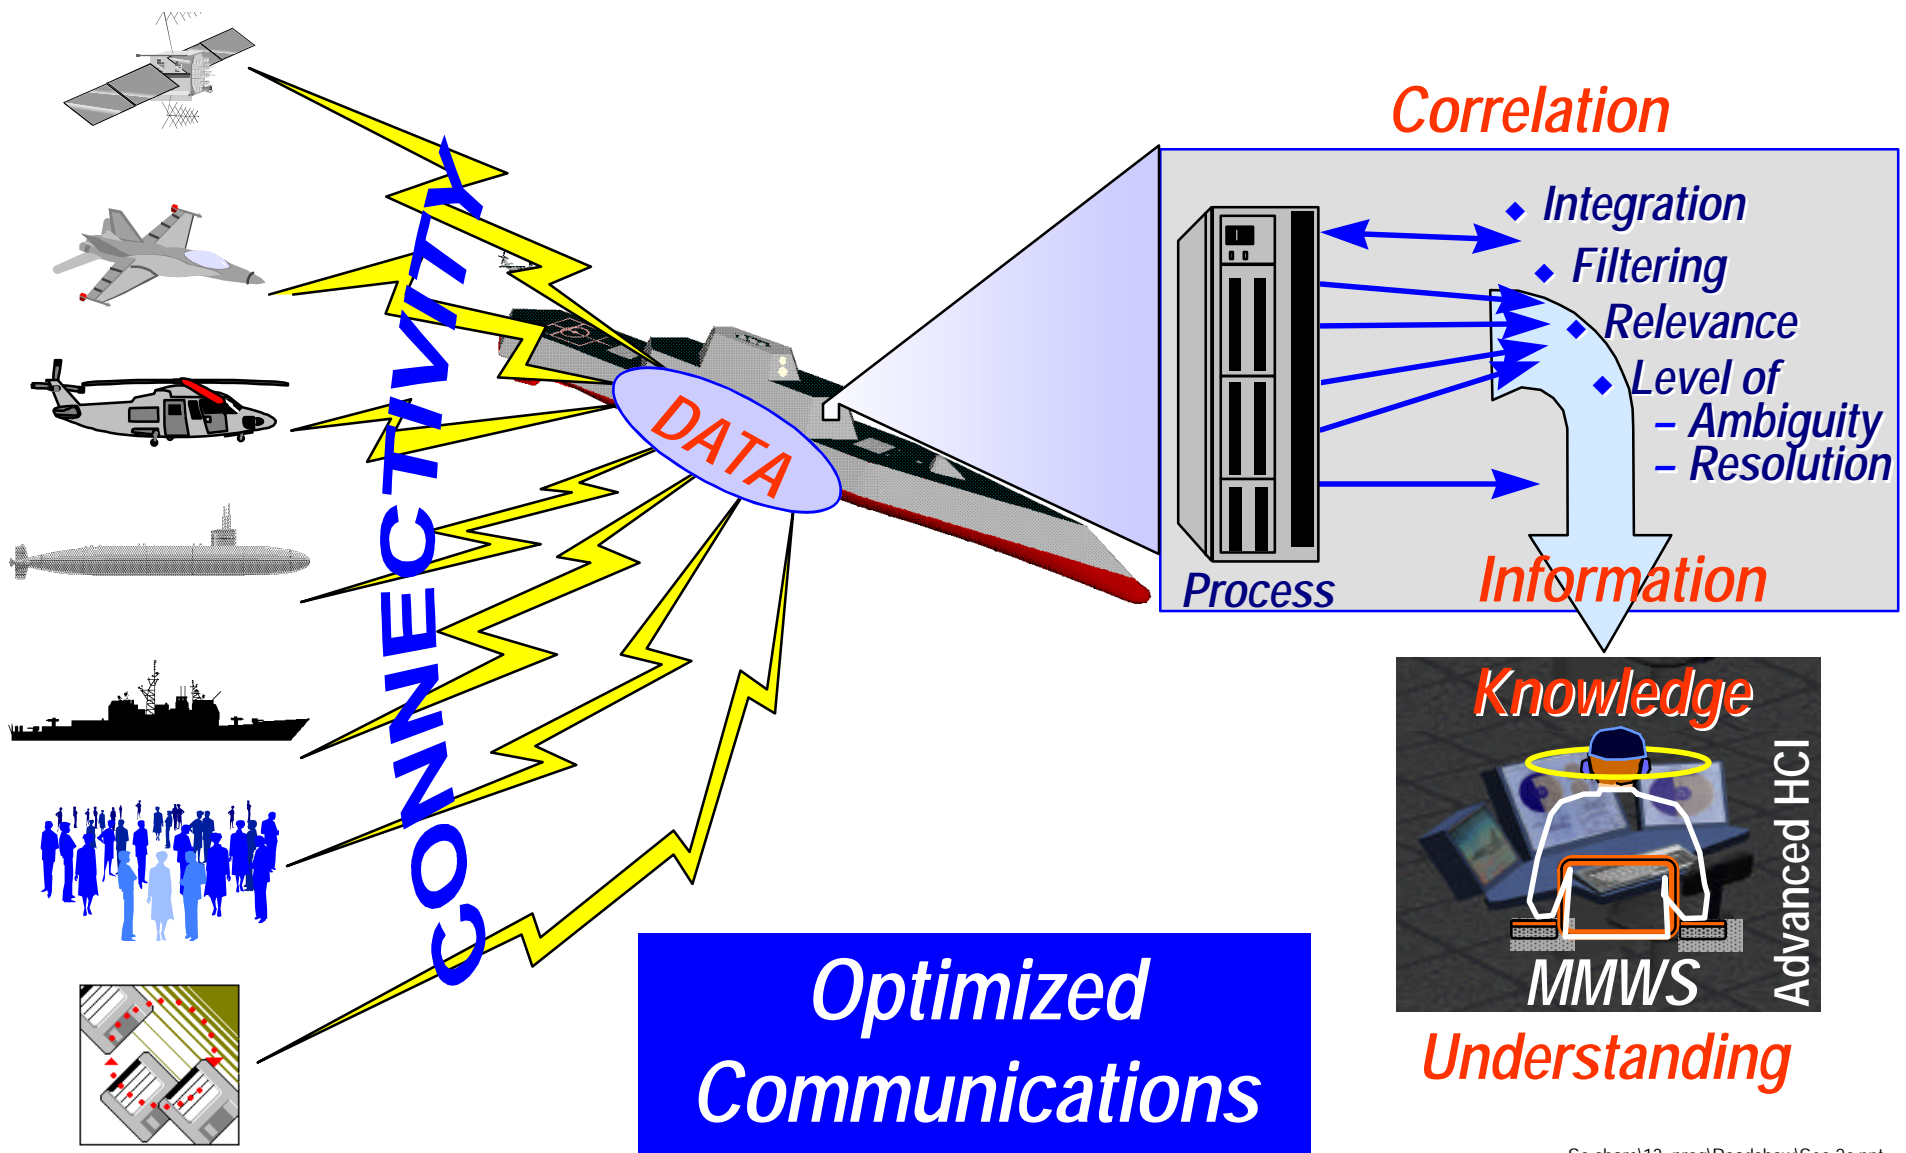 CONNECTIVITY
DATA
Correlation
Integration
Filtering
Relevance
Level of
– Ambiguity
– Resolution
Process
Information
Knowledge
Advanced HCI
MMWS
Understanding
Optimized
Communications